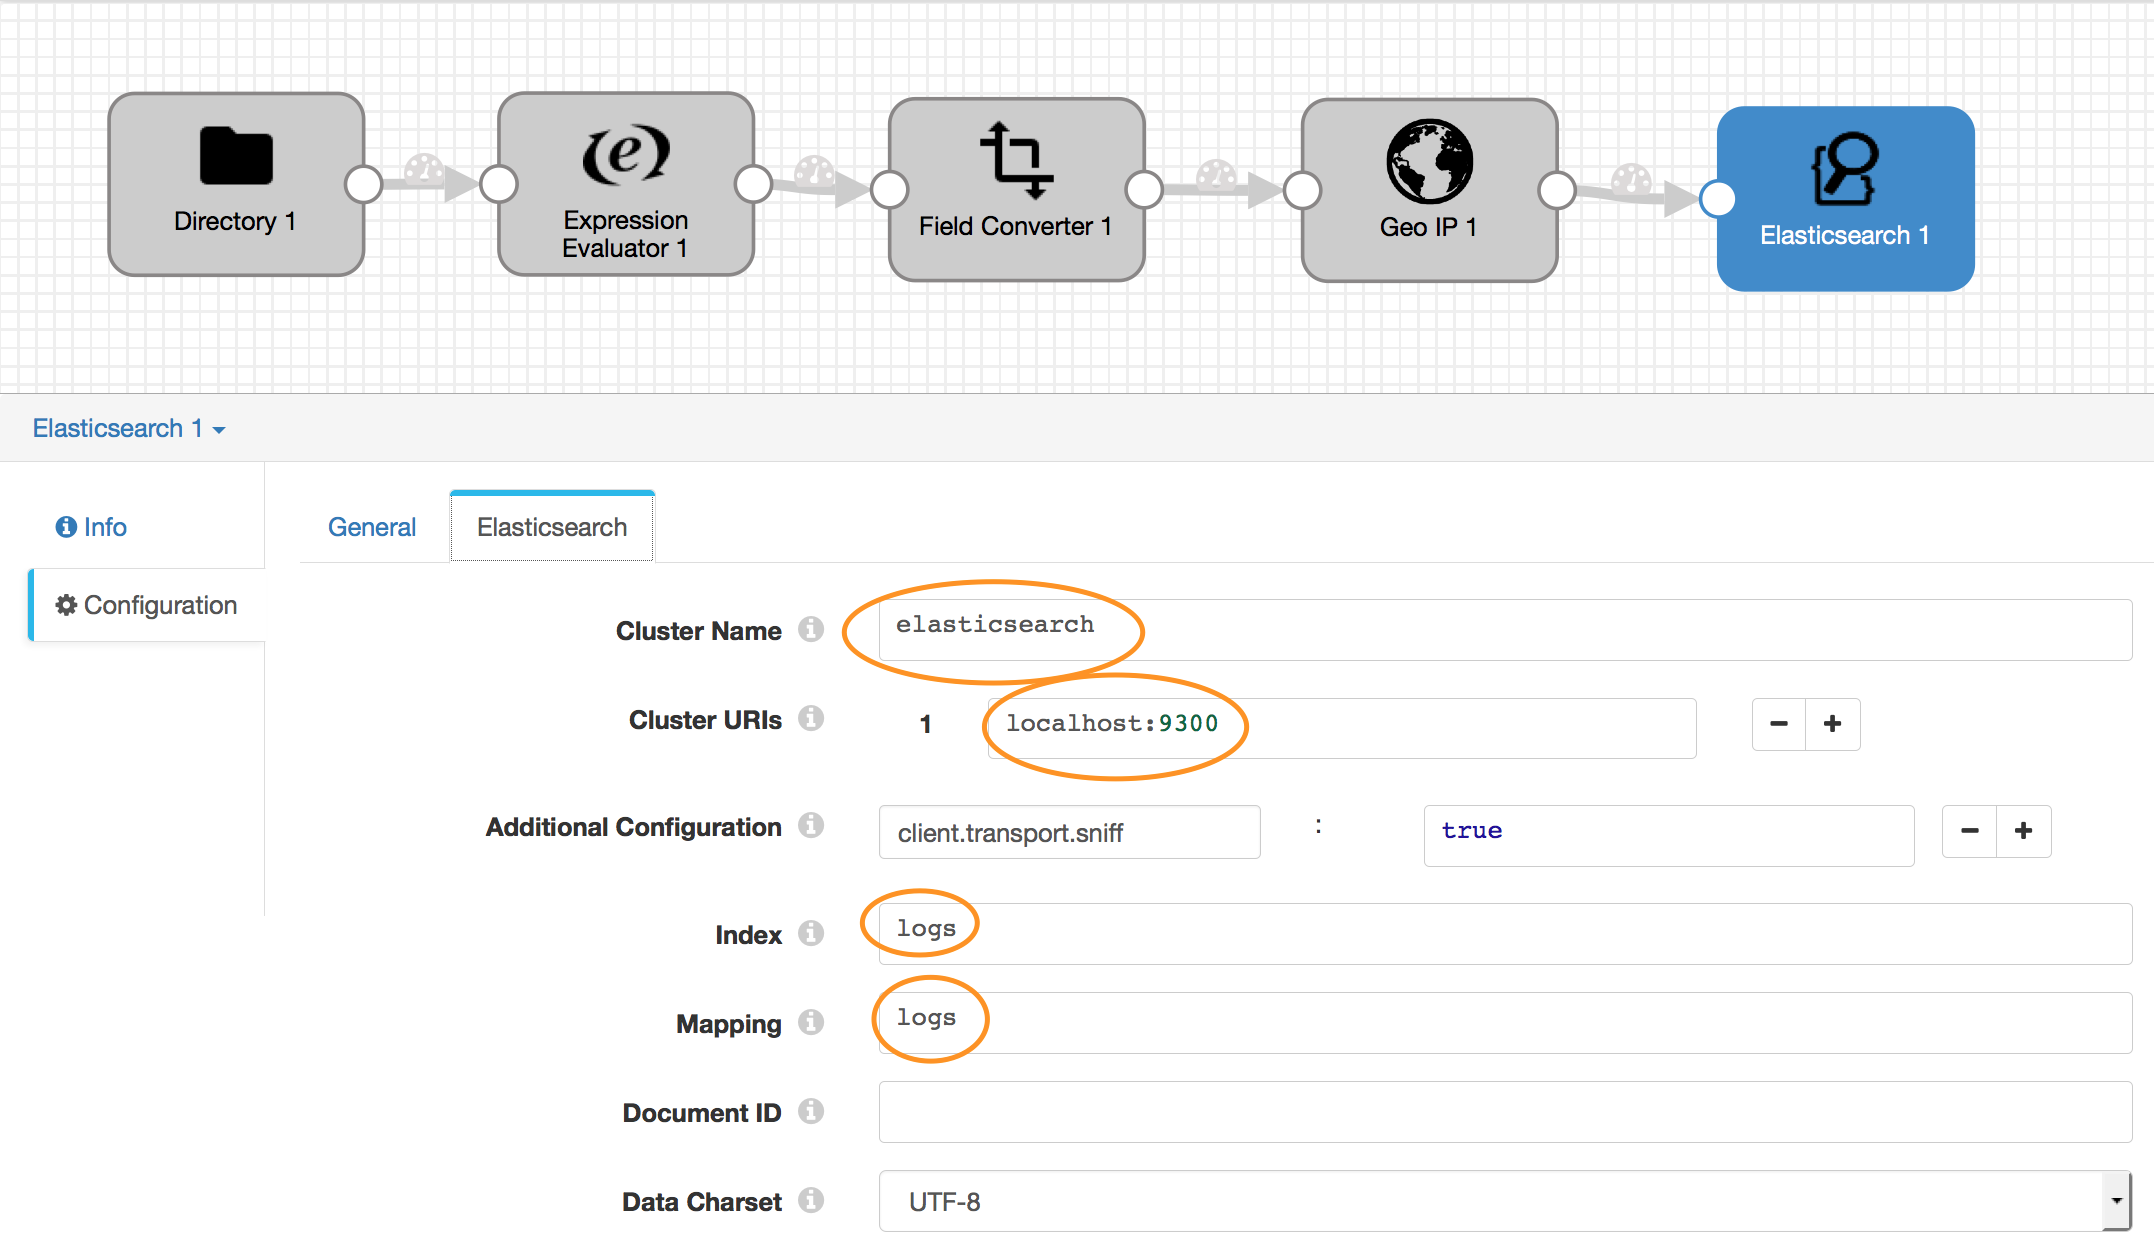 Directory 1
Expression
Evaluator 1
Field Converter 1
Geo IP 1
Elasticsearch 1
Elasticsearch 1
Info
Configuration
General
Elasticsearch
Cluster Name
elasticsearch
Cluster URIs
1
localhost:9300
Additional Configuration
client.transport.sniff
:
true
Index
logs
Mapping
logs
Document ID
Data Charset
UTF-8